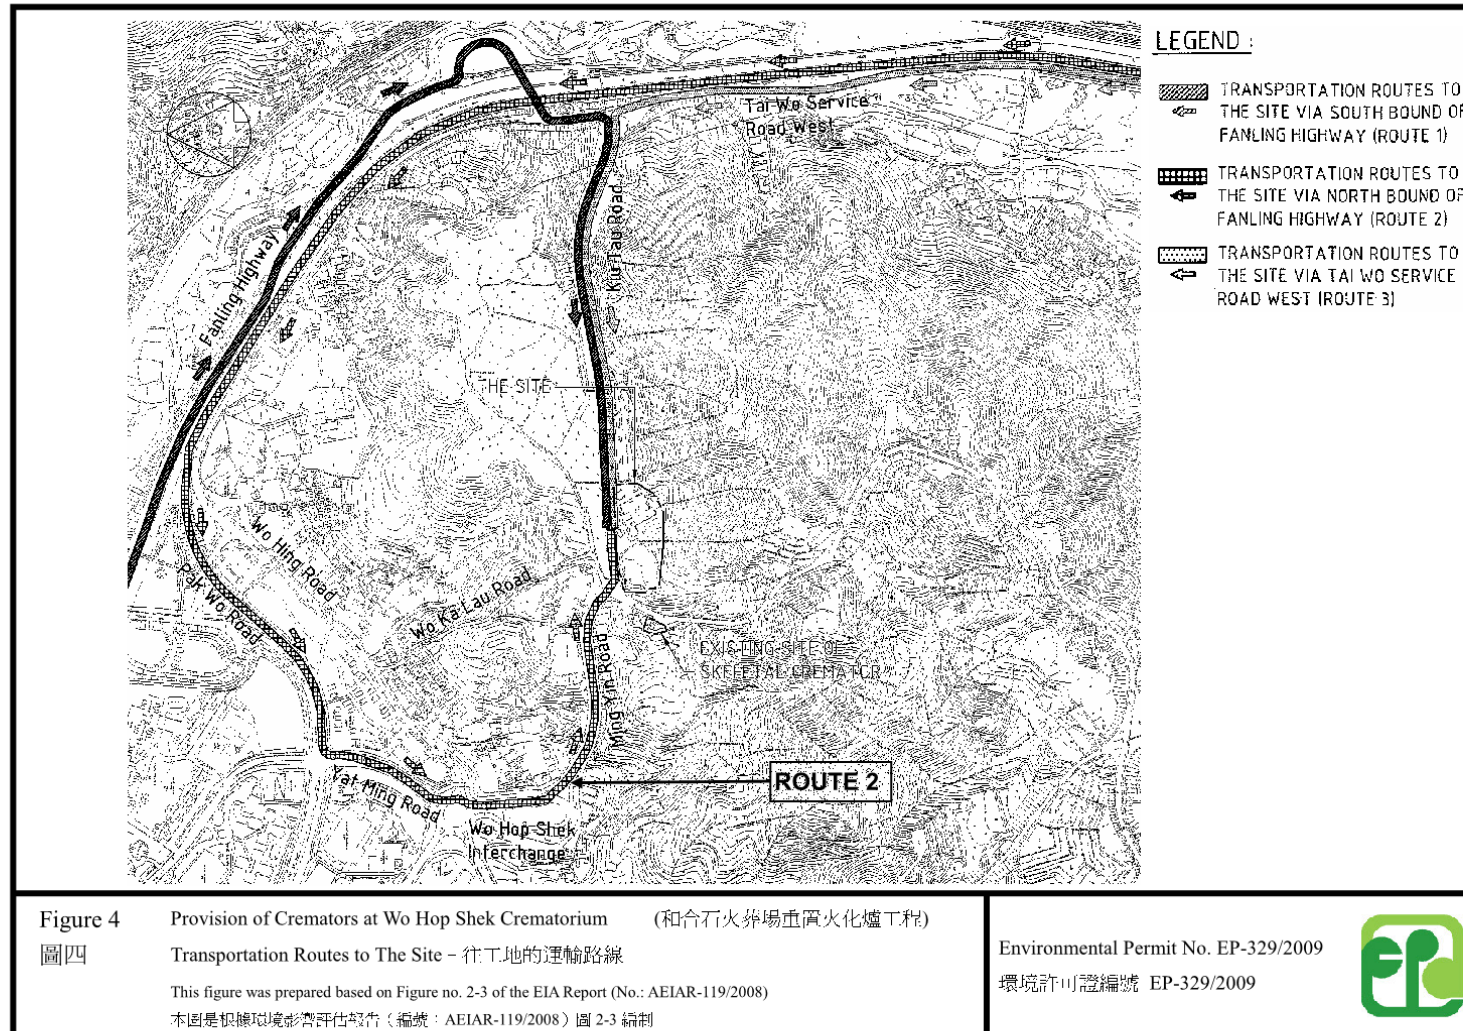 LEGEND :
TRANSPORTATION ROUTES TO
THE SITE VIA SOUTH BOUND OF
FANLING HIGHWAY (ROUTE 1)
TRANSPORTATION ROUTES TO
THE SITE VIA NORTH BOUND OF
FANLING HIGHWAY (ROUTE 2)
TRANSPORTATION ROUTES TO
THE SITE VIA TAI WO SERVICE
ROAD WEST (ROUTE 3)
Tai Wo Service
Road West
Kiu Tau Road
Fanling Highway
THE SITE
Wo Hing Road
Pak Wo Road
Wo Ka Lau Road
EXISTING SITE OF
SKELETAL CREMATOR
Ming Yin Road
ROUTE 2
Yat Ming Road
Wo Hop Shek
Interchange
Figure 4
圖四
Provision of Cremators at Wo Hop Shek Crematorium (和合石火葬場重置火化爐工程)
Transportation Routes to The Site – 往工地的運輸路線
This figure was prepared based on Figure no. 2-3 of the EIA Report (No.: AEIAR-119/2008)
本圖是根據環境影響評估報告（編號：AEIAR-119/2008）圖 2-3 編制
Environmental Permit No. EP-329/2009
環境許可證編號 EP-329/2009
EPD